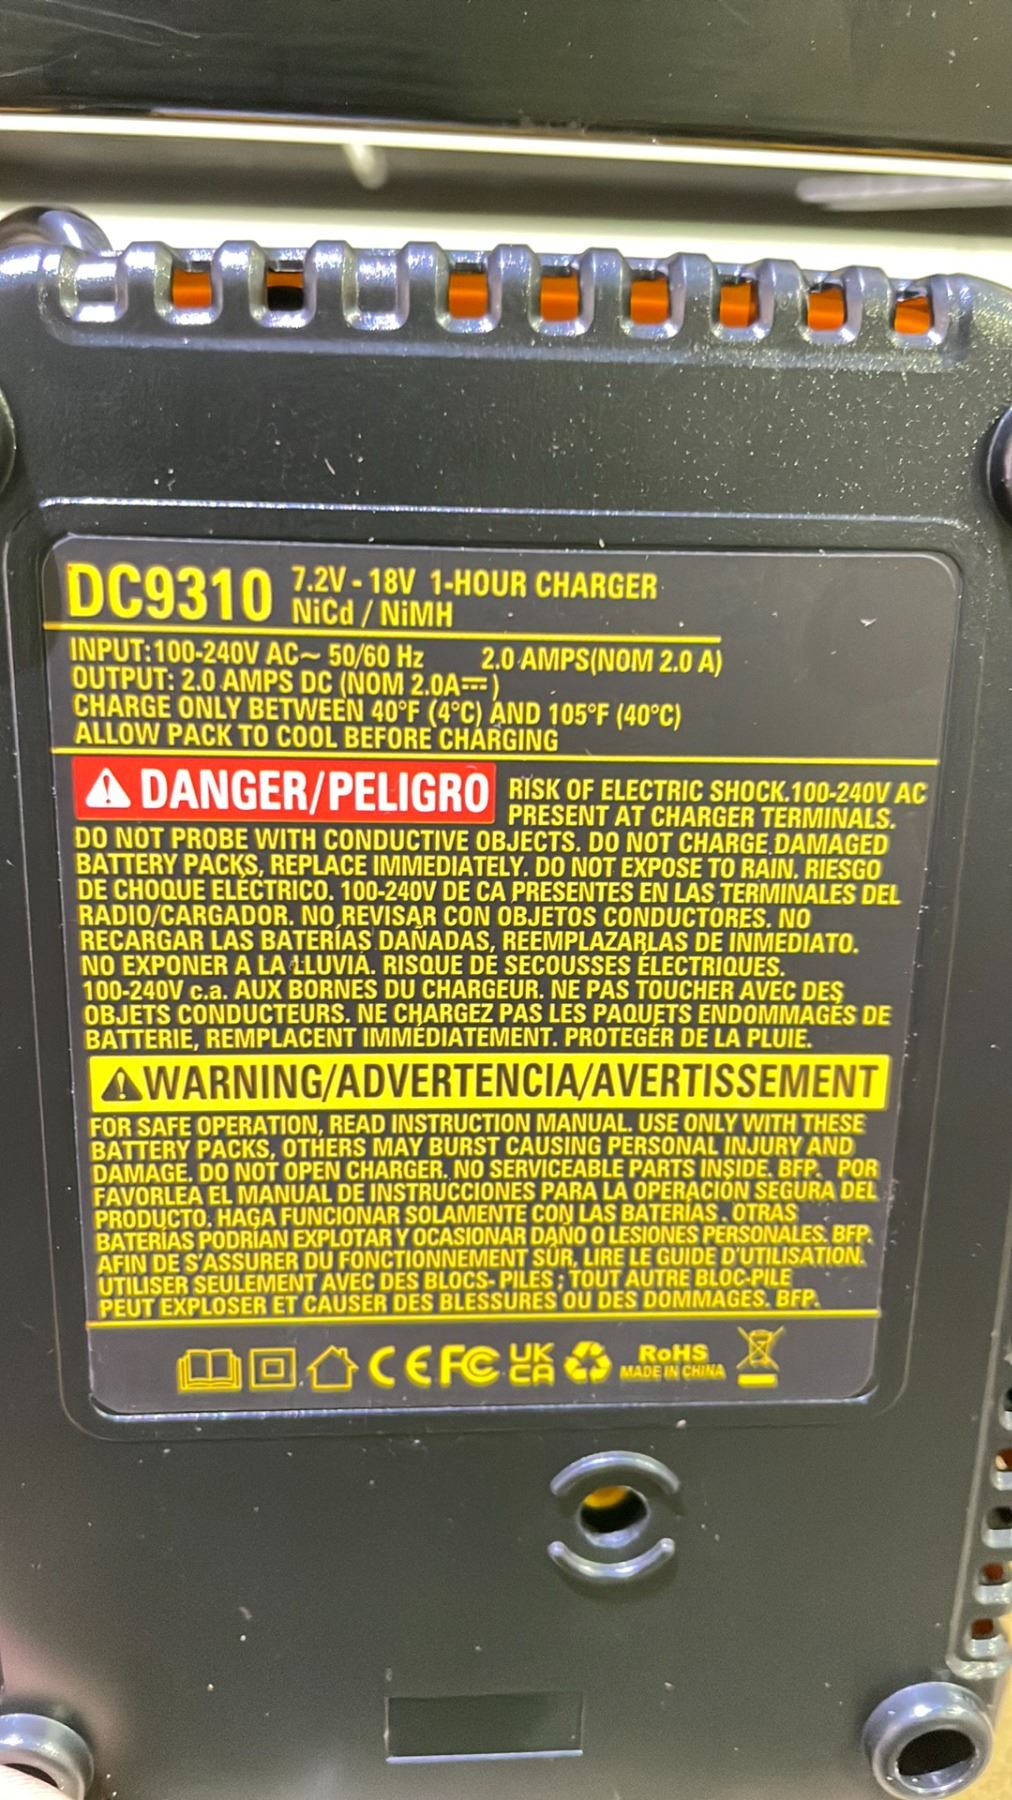 DC9310 7.2V - 18V 1-HOUR CHARGER
NiCd / NiMH
INPUT:100-240V AC~ 50/60 Hz 2.0 AMPS(NOM 2.0 A)
OUTPUT: 2.0 AMPS DC (NOM 2.0A⎓)
CHARGE ONLY BETWEEN 40°F (4°C) AND 105°F (40°C)
ALLOW PACK TO COOL BEFORE CHARGING
DANGER/PELIGRO RISK OF ELECTRIC SHOCK.100-240V AC
PRESENT AT CHARGER TERMINALS.
DO NOT PROBE WITH CONDUCTIVE OBJECTS. DO NOT CHARGE DAMAGED
BATTERY PACKS, REPLACE IMMEDIATELY. DO NOT EXPOSE TO RAIN. RIESGO
DE CHOQUE ELÉCTRICO. 100-240V DE CA PRESENTES EN LAS TERMINALES DEL
RADIO/CARGADOR. NO REVISAR CON OBJETOS CONDUCTORES. NO
RECARGAR LAS BATERÍAS DAÑADAS, REEMPLAZARLAS DE INMEDIATO.
NO EXPONER A LA LLUVIA. RISQUE DE SECOUSSES ÉLECTRIQUES.
100-240V c.a. AUX BORNES DU CHARGEUR. NE PAS TOUCHER AVEC DES
OBJETS CONDUCTEURS. NE CHARGEZ PAS LES PAQUETS ENDOMMAGÉS DE
BATTERIE, REMPLACENT IMMÉDIATEMENT. PROTEGER DE LA PLUIE.
WARNING/ADVERTENCIA/AVERTISSEMENT
FOR SAFE OPERATION, READ INSTRUCTION MANUAL. USE ONLY WITH THESE
BATTERY PACKS, OTHERS MAY BURST CAUSING PERSONAL INJURY AND
DAMAGE. DO NOT OPEN CHARGER. NO SERVICEABLE PARTS INSIDE. BFP. POR
FAVORLEA EL MANUAL DE INSTRUCCIONES PARA LA OPERACIÓN SEGURA DEL
PRODUCTO. HAGA FUNCIONAR SOLAMENTE CON LAS BATERÍAS . OTRAS
BATERÍAS PODRÍAN EXPLOTAR Y OCASIONAR DAÑO O LESIONES PERSONALES. BFP.
AFIN DE S'ASSURER DU FONCTIONNEMENT SÛR, LIRE LE GUIDE D'UTILISATION.
UTILISER SEULEMENT AVEC DES BLOCS- PILES ; TOUT AUTRE BLOC-PILE
PEUT EXPLOSER ET CAUSER DES BLESSURES OU DES DOMMAGES. BFP.
CE FC UK CA RoHS
MADE IN CHINA